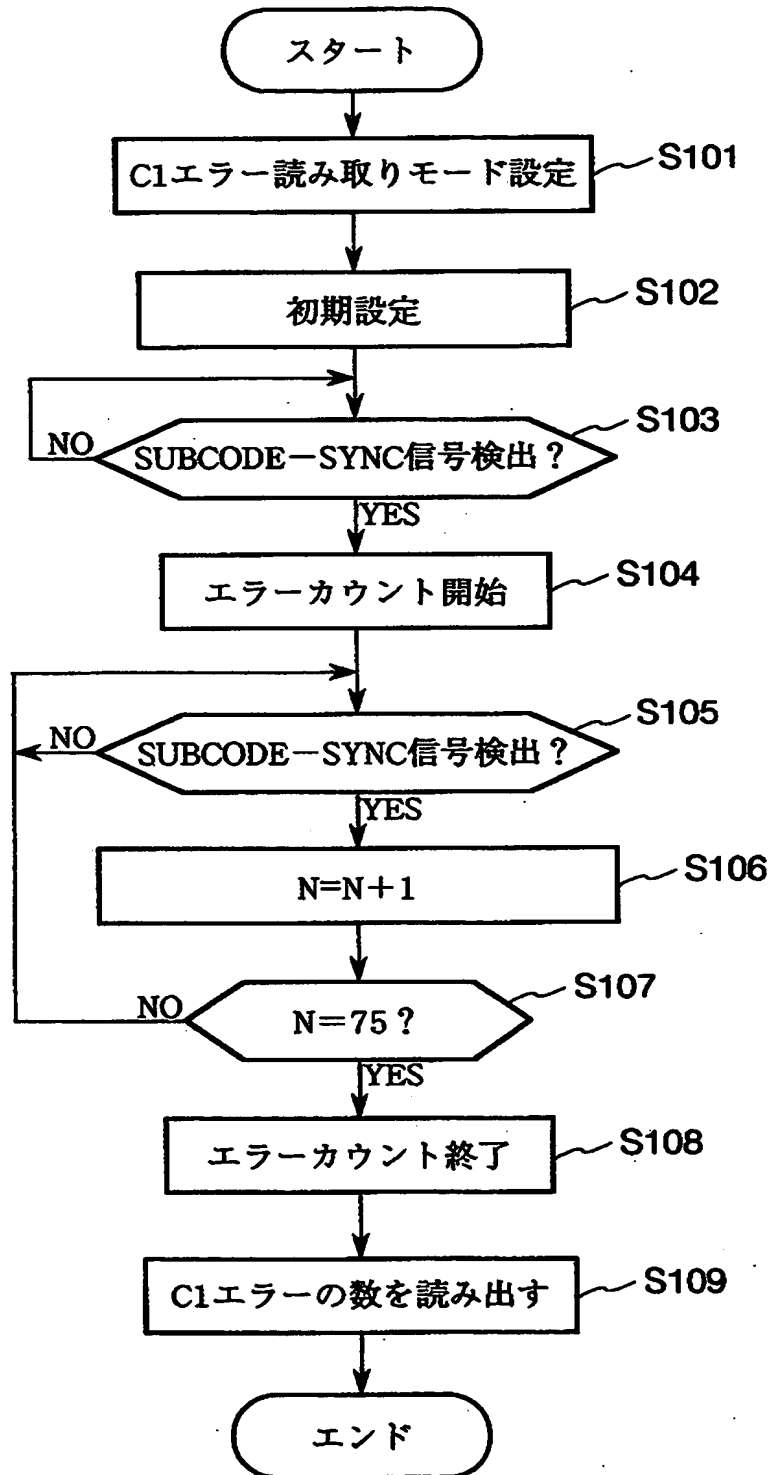 スタート
C1エラー読み取りモード設定
S101
初期設定
S102
SUBCODE−SYNC信号検出?
S103
NO
YES
エラーカウント開始
S104
SUBCODE−SYNC信号検出?
S105
NO
YES
N=N+1
S106
N=75?
S107
NO
YES
エラーカウント終了
S108
C1エラーの数を読み出す
S109
エンド